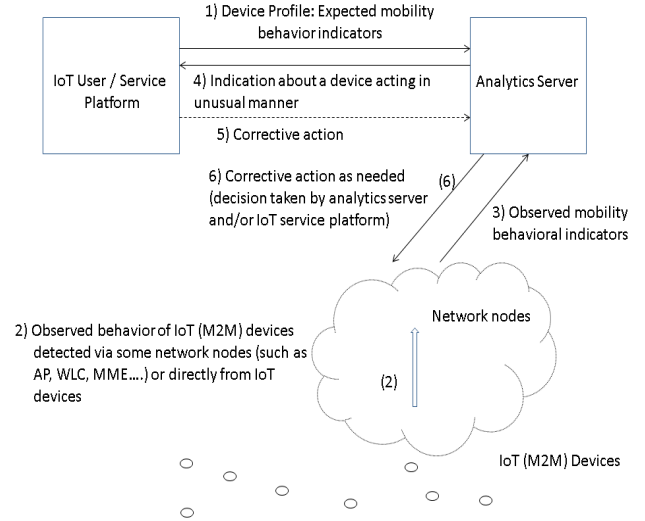 1) Device Profile: Expected mobility
behavior indicators
IoT User / Service
Platform
Analytics Server
4) Indication about a device acting in
unusual manner
5) Corrective action
6) Corrective action as needed
(decision taken by analytics server
and/or IoT service platform)
(6)
3) Observed mobility
behavioral indicators
Network nodes
2) Observed behavior of IoT (M2M) devices
detected via some network nodes (such as
AP, WLC, MME....) or directly from IoT
devices
(2)
IoT (M2M) Devices